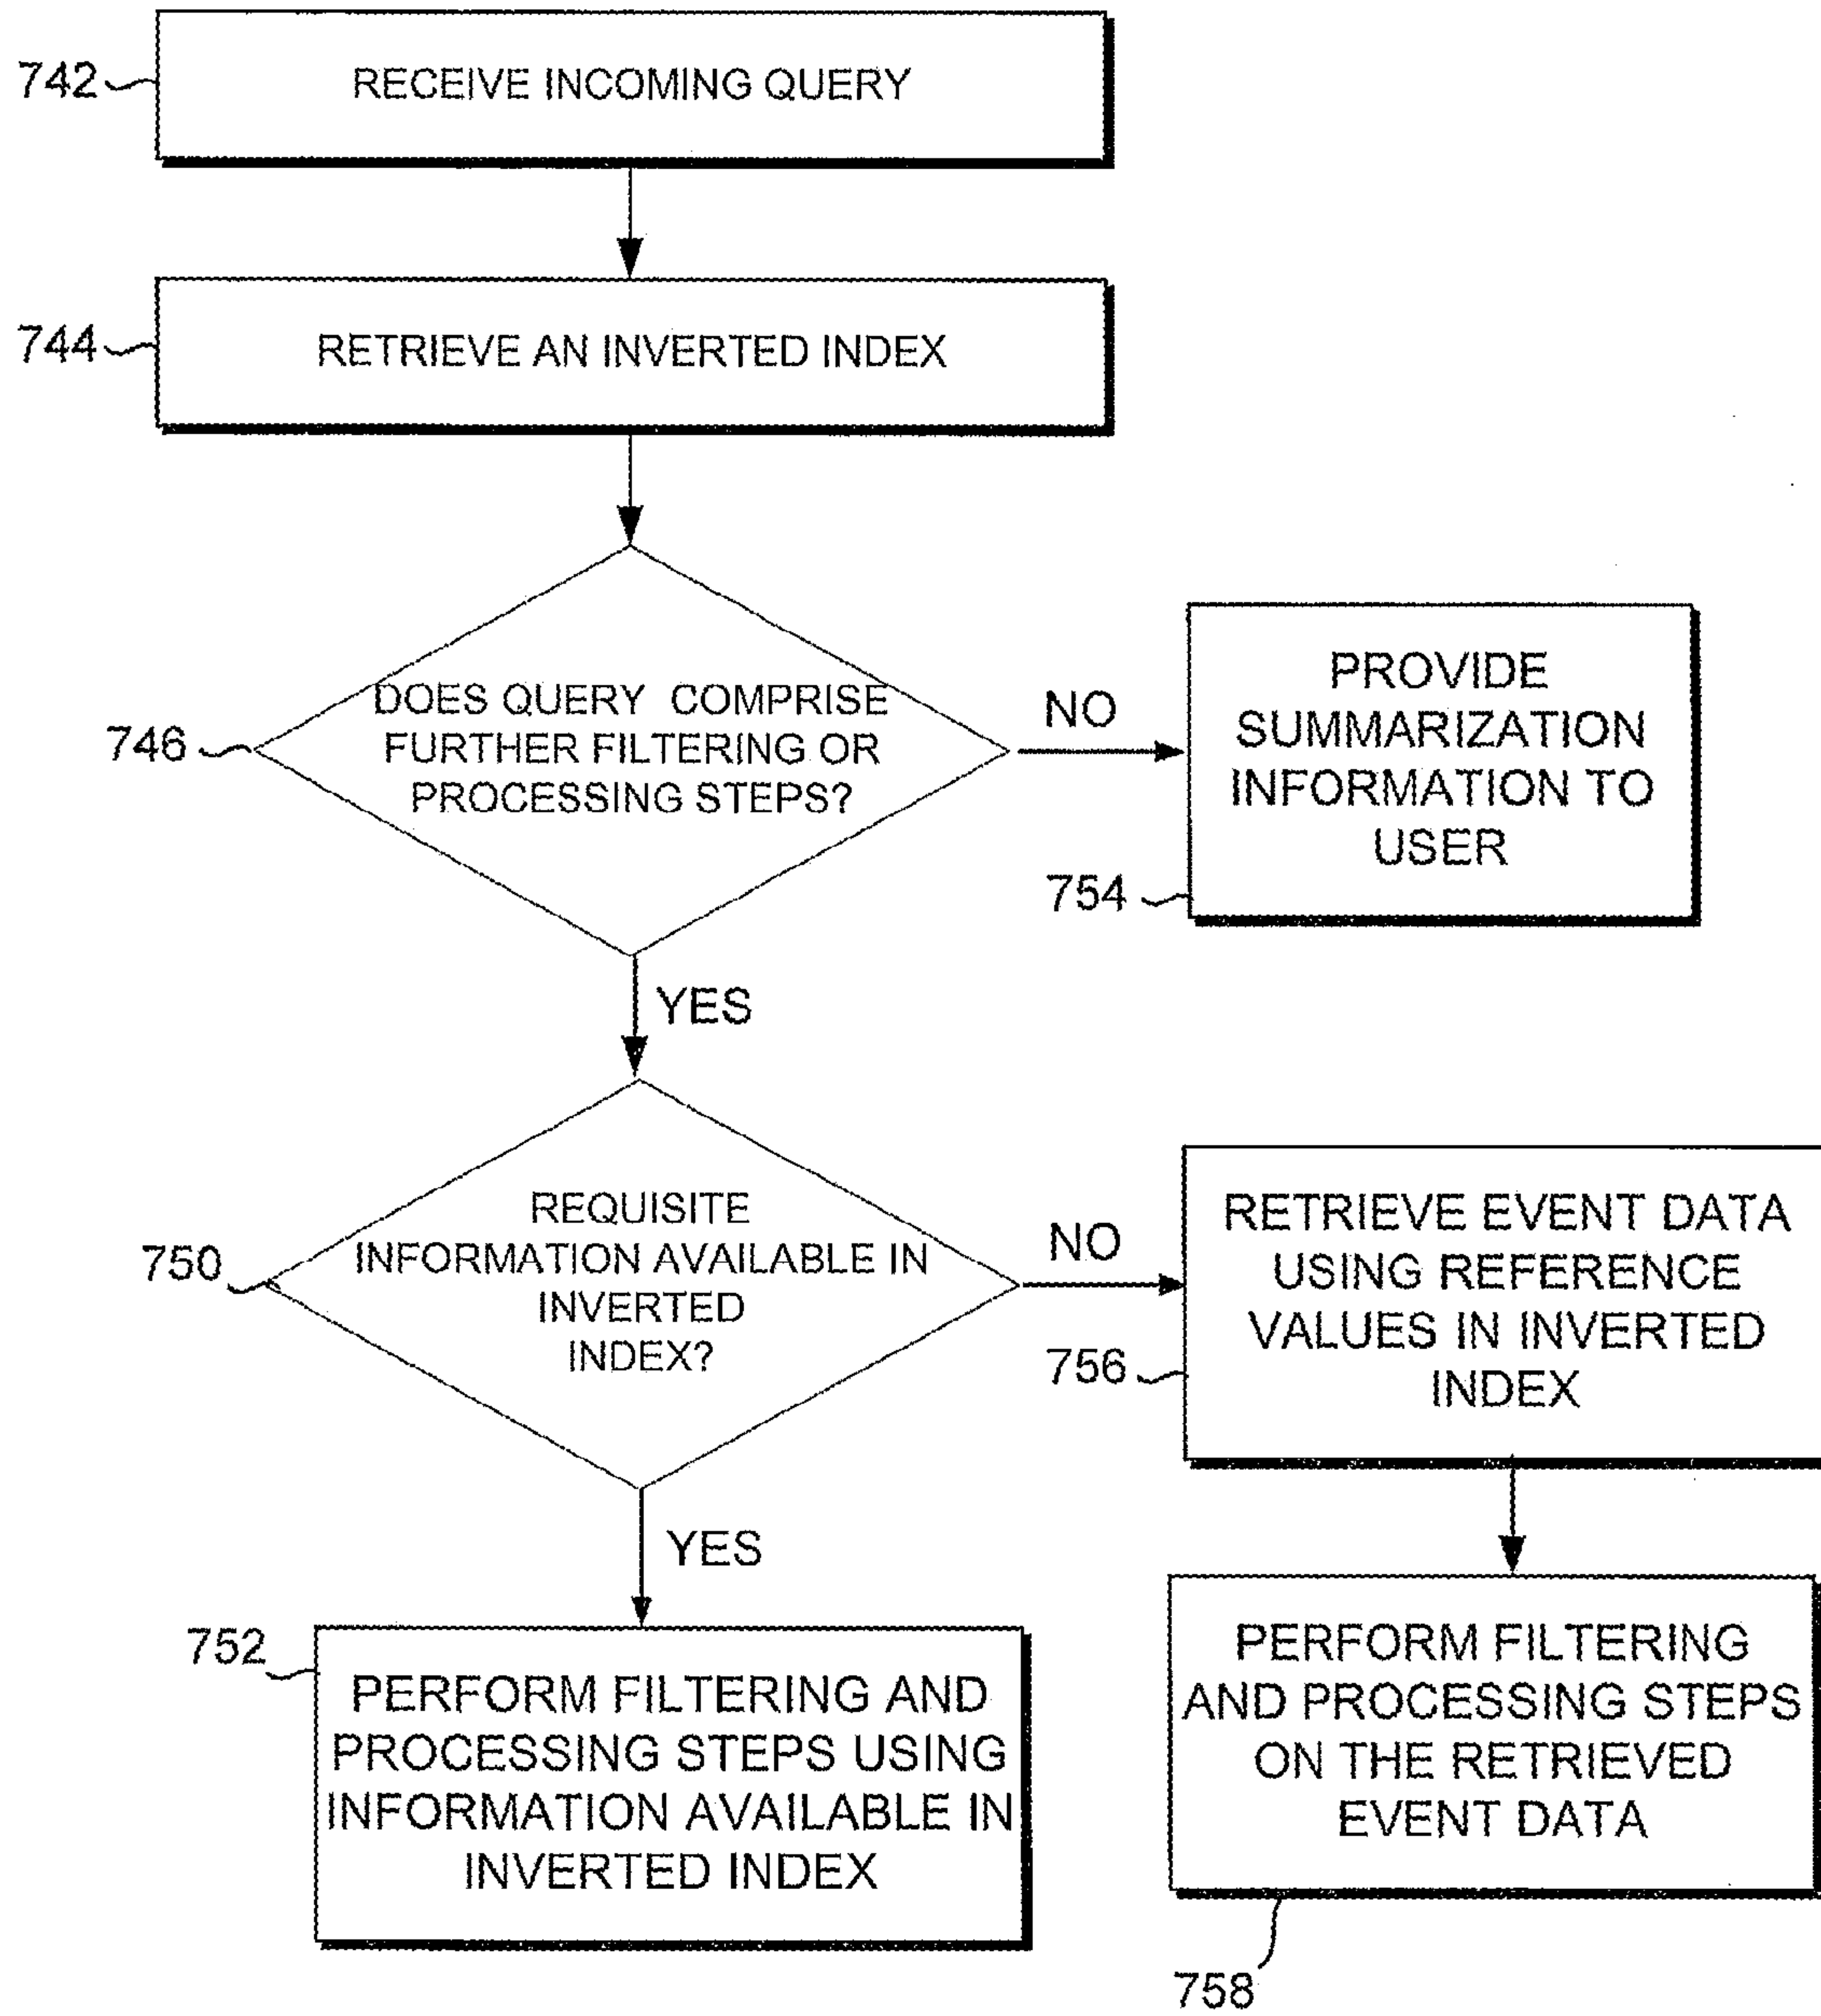 742
RECEIVE INCOMING QUERY
744
RETRIEVE AN INVERTED INDEX
746
DOES QUERY COMPRISE
FURTHER FILTERING OR
PROCESSING STEPS?
NO
PROVIDE
SUMMARIZATION
INFORMATION TO
USER
754
YES
750
REQUISITE
INFORMATION AVAILABLE IN
INVERTED
INDEX?
NO
RETRIEVE EVENT DATA
USING REFERENCE
VALUES IN INVERTED
INDEX
756
YES
752
PERFORM FILTERING AND
PROCESSING STEPS USING
INFORMATION AVAILABLE IN
INVERTED INDEX
PERFORM FILTERING
AND PROCESSING STEPS
ON THE RETRIEVED
EVENT DATA
758